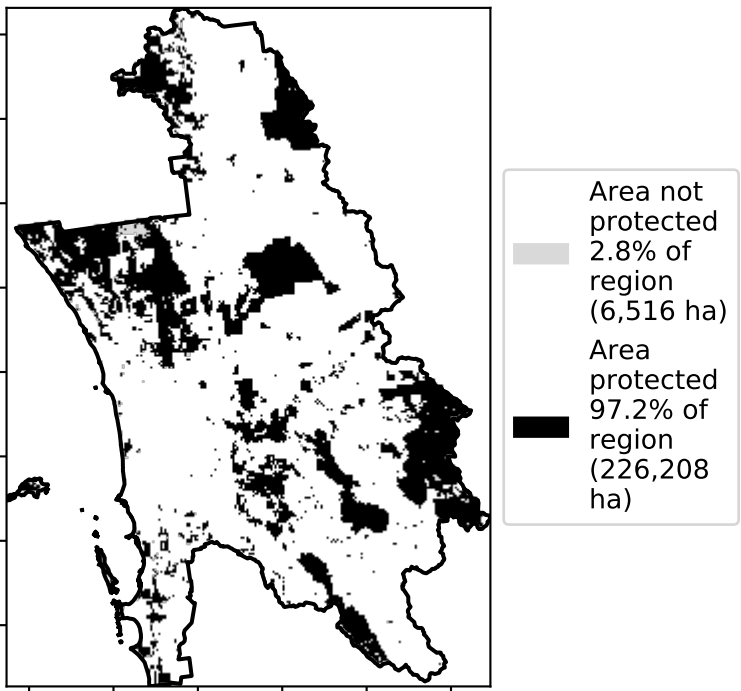 Area not
protected
2.8% of
region
(6,516 ha)
Area
protected
97.2% of
region
(226,208
ha)